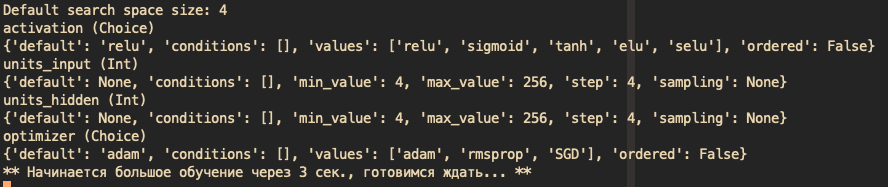 Default search space size: 4
activation (Choice)
{'default': 'relu', 'conditions': [], 'values': ['relu', 'sigmoid', 'tanh', 'elu', 'selu'], 'ordered': False}
units_input (Int)
{'default': None, 'conditions': [], 'min_value': 4, 'max_value': 256, 'step': 4, 'sampling': None}
units_hidden (Int)
{'default': None, 'conditions': [], 'min_value': 4, 'max_value': 256, 'step': 4, 'sampling': None}
optimizer (Choice)
{'default': 'adam', 'conditions': [], 'values': ['adam', 'rmsprop', 'SGD'], 'ordered': False}
** Начинается большое обучение через 3 сек., готовимся ждать... **